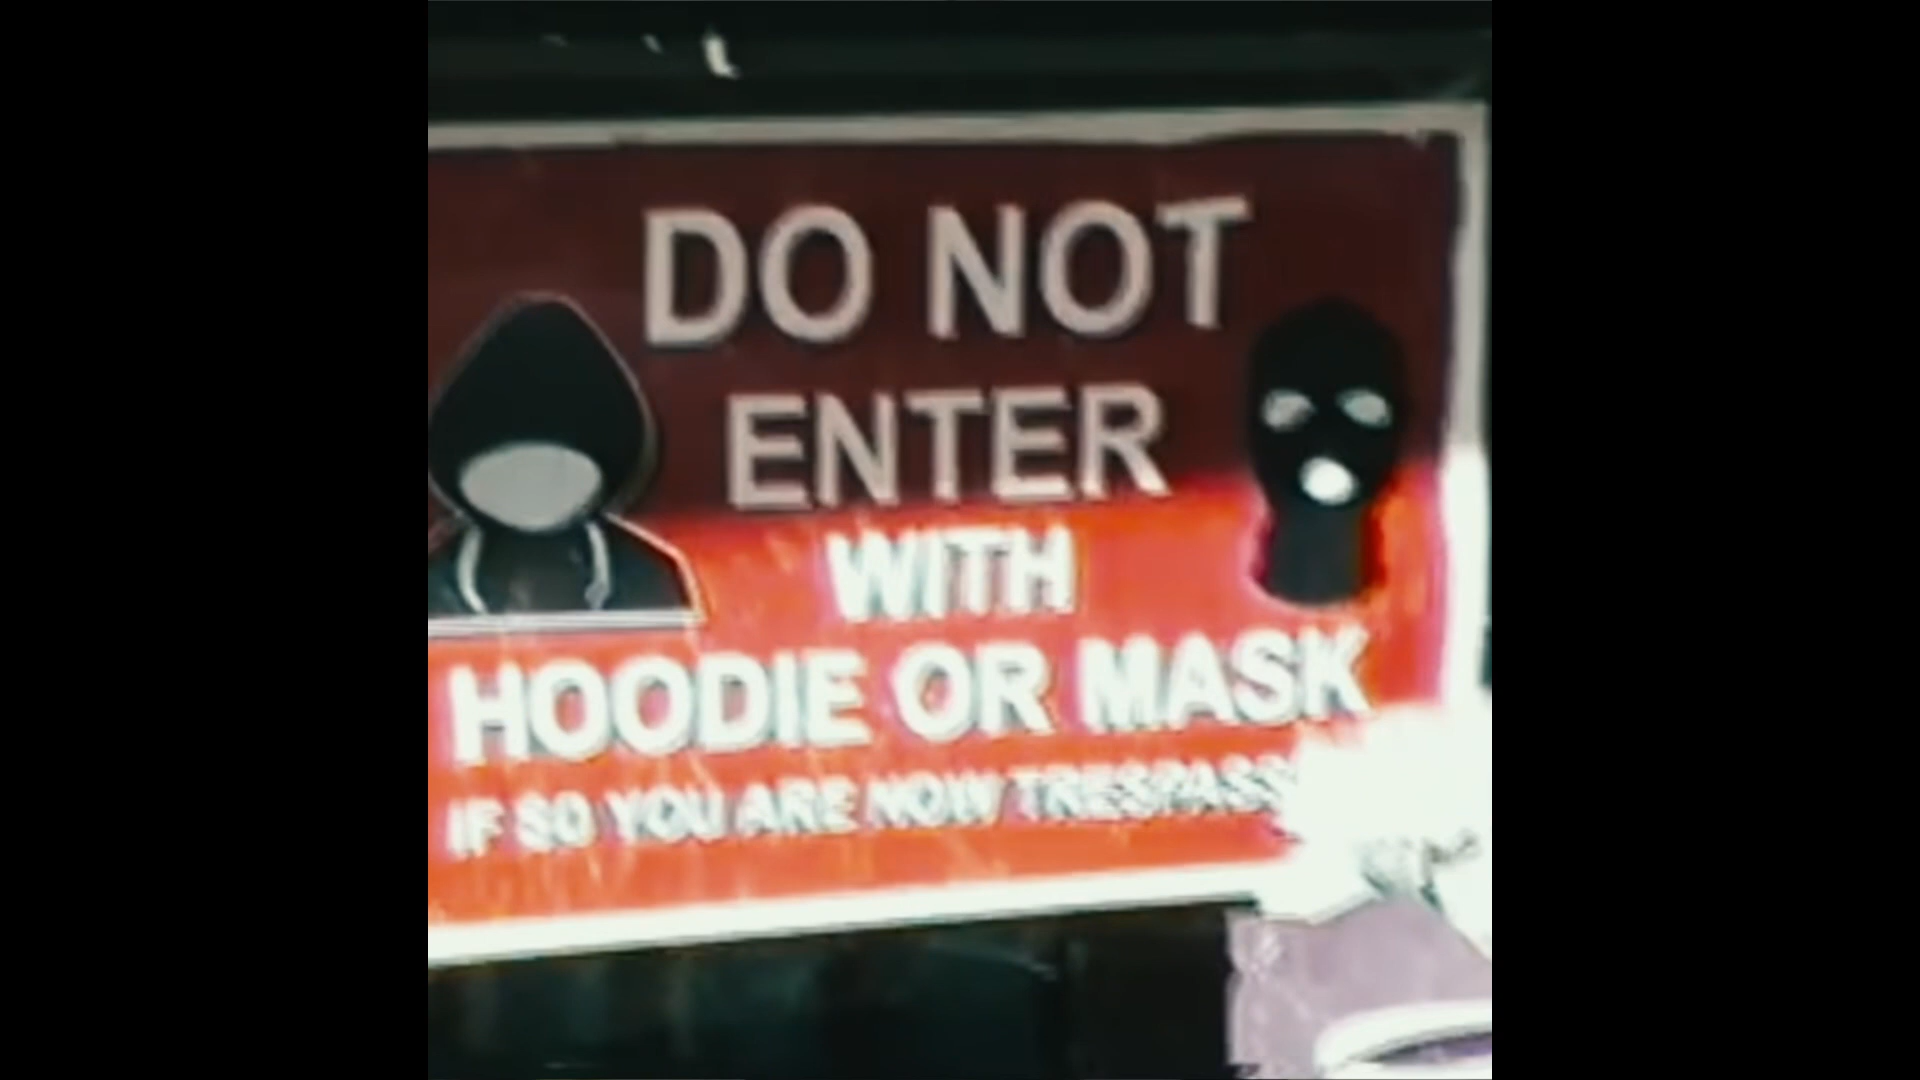 DO NOT
ENTER
WITH
HOODIE OR MASK
IF SO YOU ARE NOW